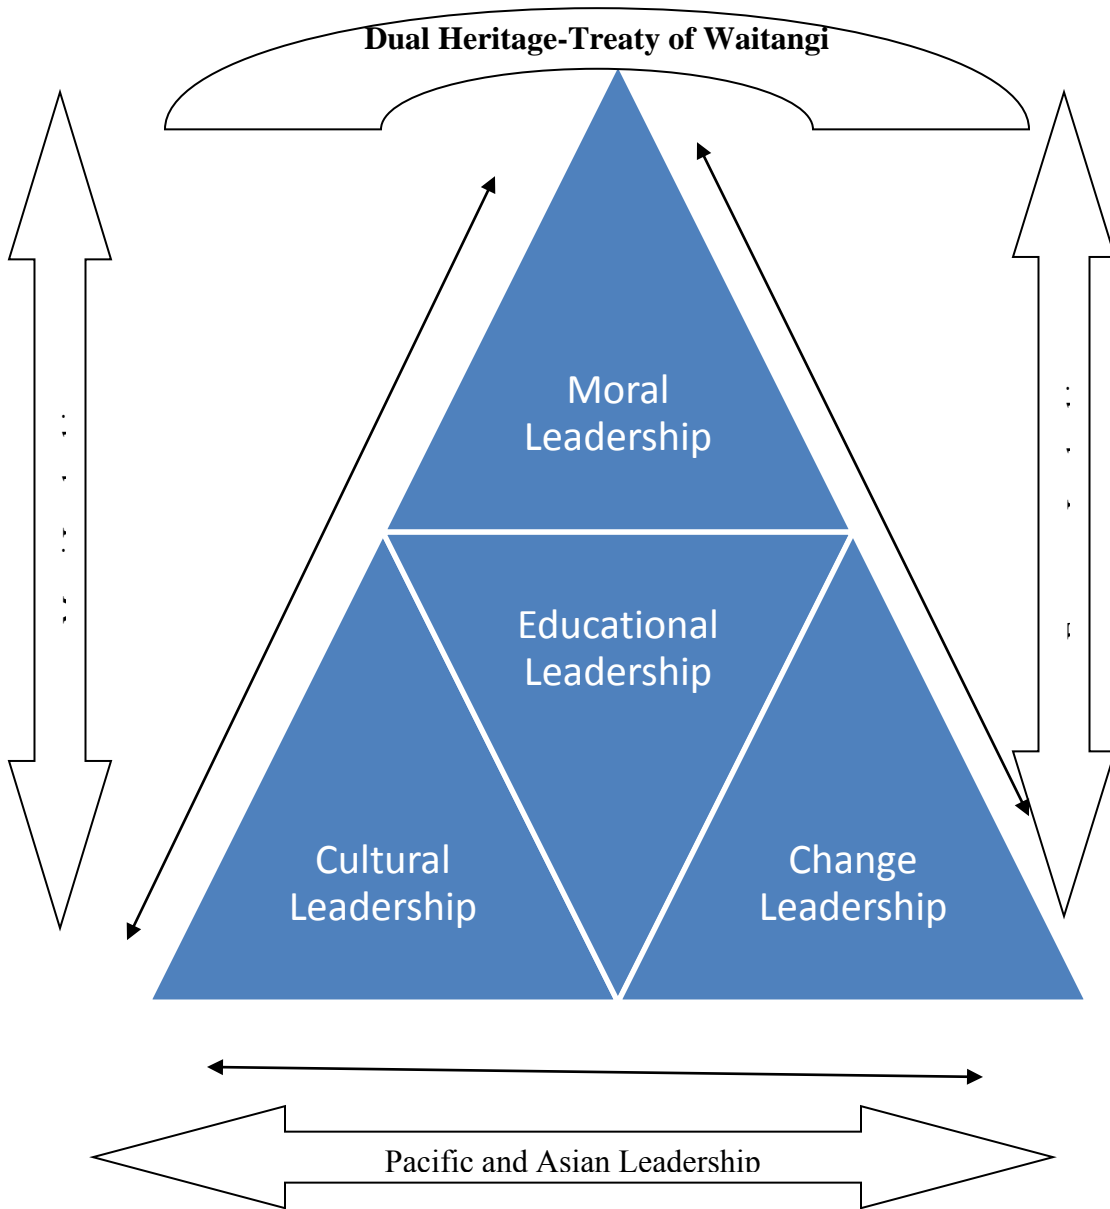 Dual Heritage-Treaty of Waitangi
Moral
Leadership
Educational
Leadership
Cultural
Leadership
Change
Leadership
Pacific and Asian Leadership